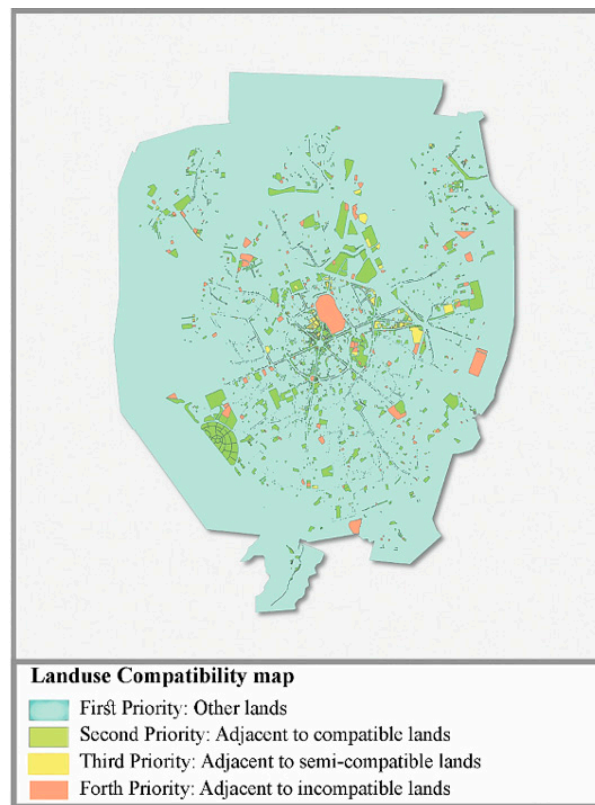 Landuse Compatibility map
First Priority: Other lands
Second Priority: Adjacent to compatible lands
Third Priority: Adjacent to semi-compatible lands
Forth Priority: Adjacent to incompatible lands